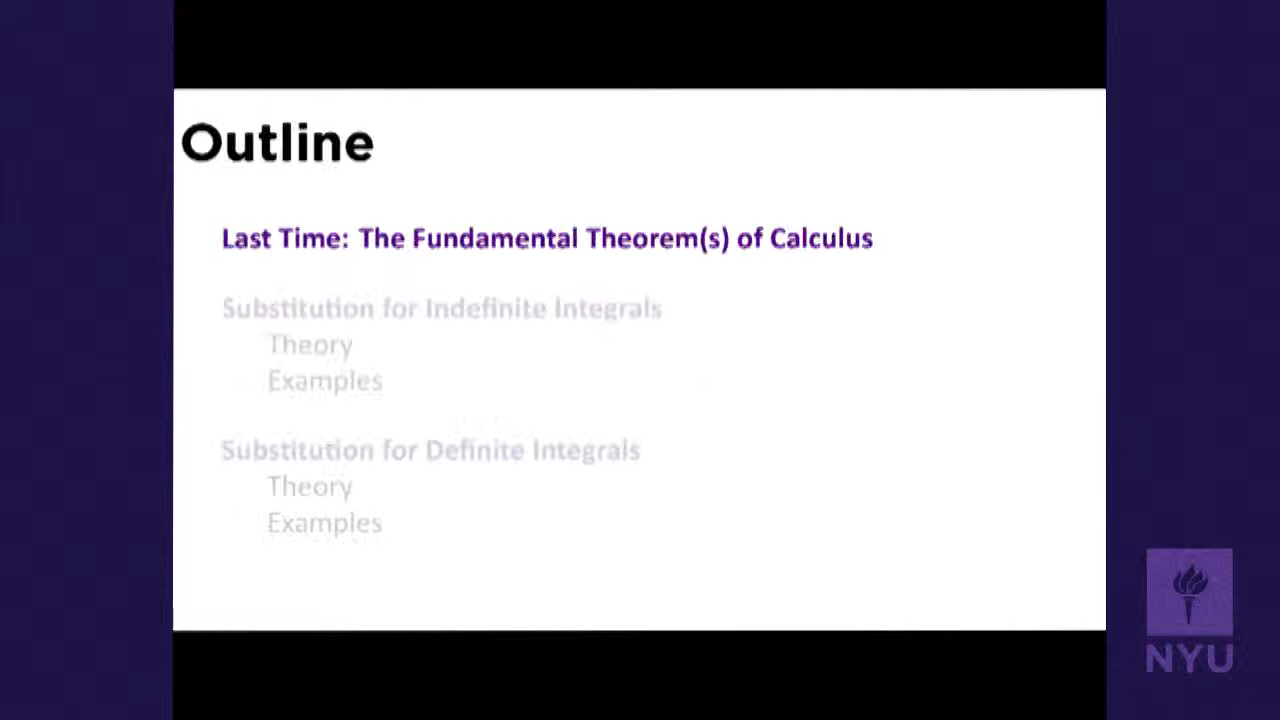 Outline
Last Time: The Fundamental Theorem(s) of Calculus
Substitution for Indefinite Integrals
Theory
Examples
Substitution for Definite Integrals
Theory
Examples
NYU